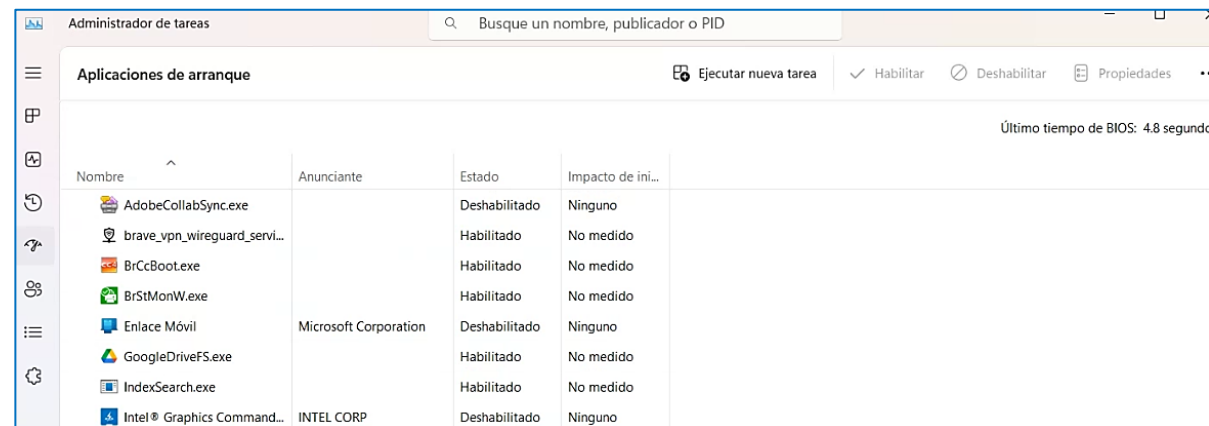 Administrador de tareas
Busque un nombre, publicador o PID
Aplicaciones de arranque
Ejecutar nueva tarea
Habilitar
Deshabilitar
Propiedades
Último tiempo de BIOS: 4.8 segundo
Nombre Anunciante Estado Impacto de ini...
AdobeCollabSync.exe Deshabilitado Ninguno
brave_vpn_wireguard_servi... Habilitado No medido
BrCcBoot.exe Habilitado No medido
BrStMonW.exe Habilitado No medido
Enlace Móvil Microsoft Corporation Deshabilitado Ninguno
GoogleDriveFS.exe Habilitado No medido
IndexSearch.exe Habilitado No medido
Intel® Graphics Command... INTEL CORP Deshabilitado Ninguno